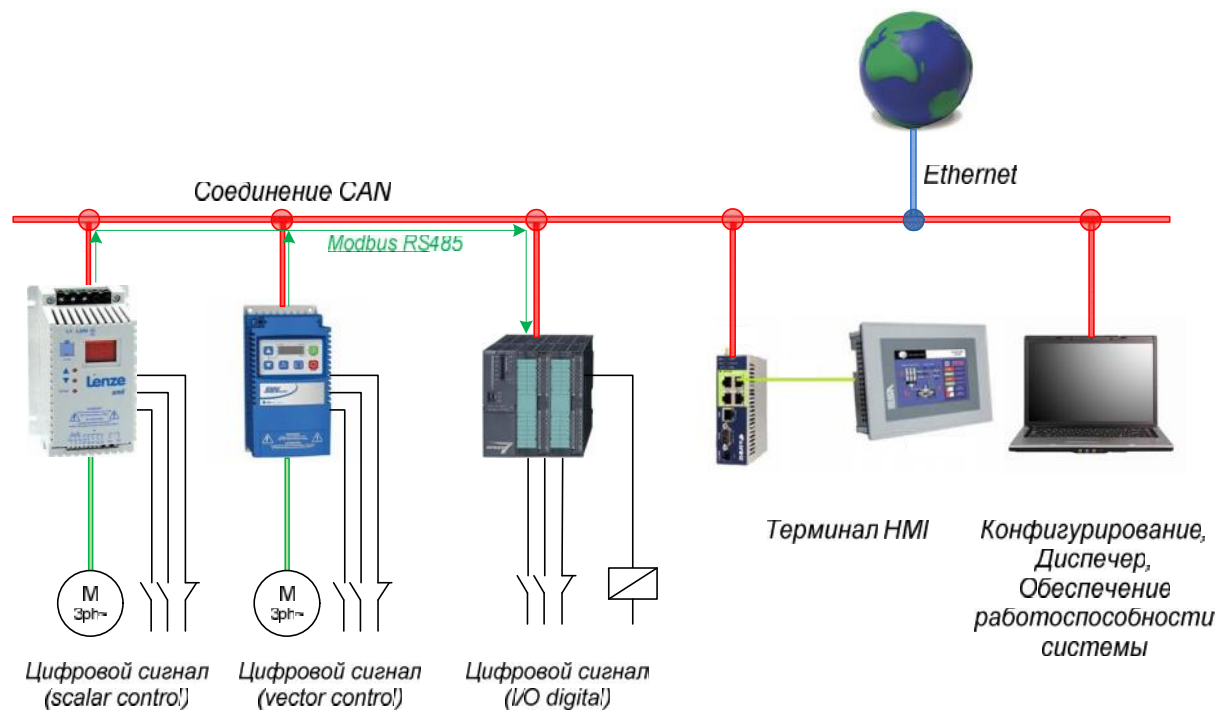 Ethernet
Соединение CAN
Modbus RS485
Lenze
smd
M
3ph~
M
3ph~
Терминал HMI
Конфигурирование,
Диспечер,
Обеспечение
работоспособности
системы
Цифровой сигнал
(scalar control)
Цифровой сигнал
(vector control)
Цифровой сигнал
(I/O digital)